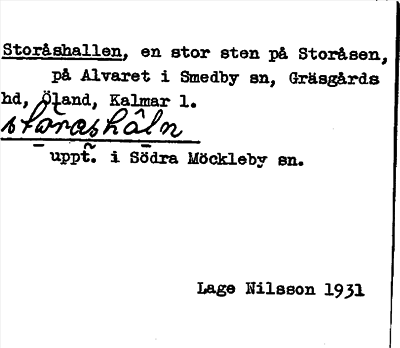 Storåshallen, en stor sten på Storåsen,
på Alvaret i Smedby sn, Gräsgårds
hd, Öland, Kalmar l.
stōrashâln
uppt. i Södra Möckleby sn.
Lage Nilsson 1931